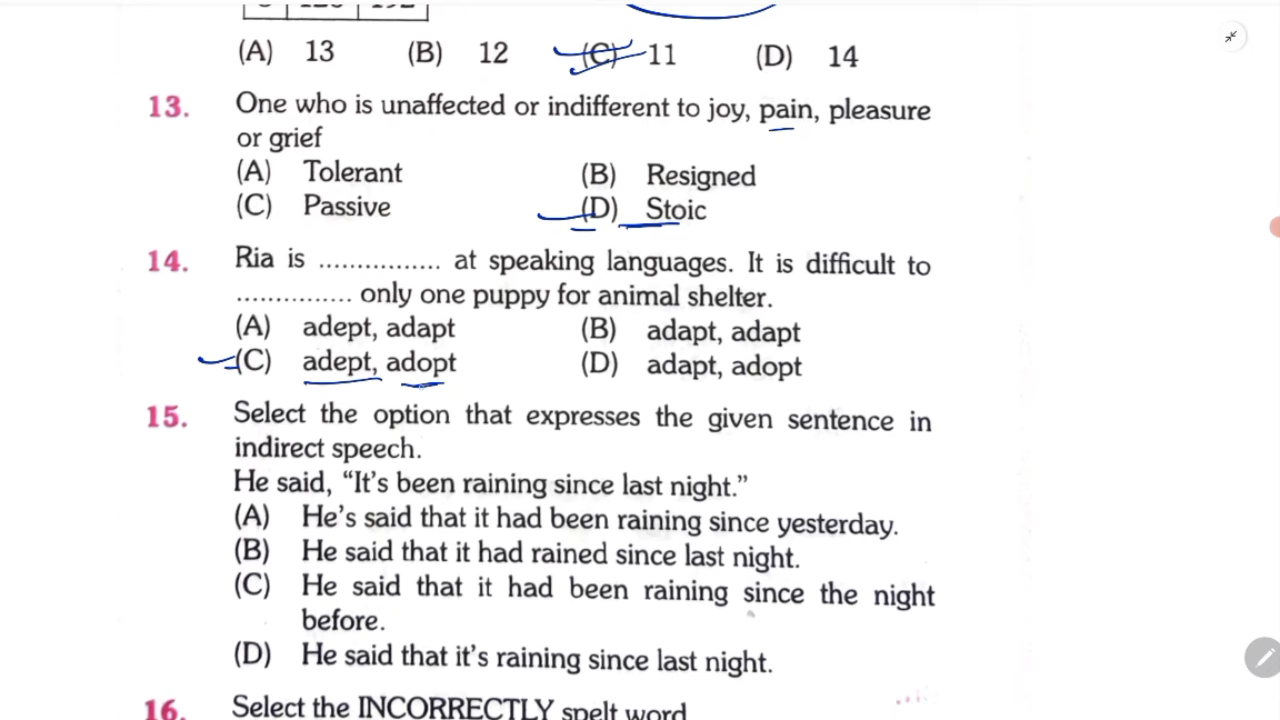 (A) 13 (B) 12 (C) 11 (D) 14
13. One who is unaffected or indifferent to joy, pain, pleasure
or grief
(A) Tolerant (B) Resigned
(C) Passive (D) Stoic
14. Ria is ................ at speaking languages. It is difficult to
............... only one puppy for animal shelter.
(A) adept, adapt (B) adapt, adapt
(C) adept, adopt (D) adapt, adopt
15. Select the option that expresses the given sentence in
indirect speech.
He said, “It's been raining since last night.”
(A) He's said that it had been raining since yesterday.
(B) He said that it had rained since last night.
(C) He said that it had been raining since the night
before.
(D) He said that it's raining since last night.
16. Select the INCORRECTLY spelt word